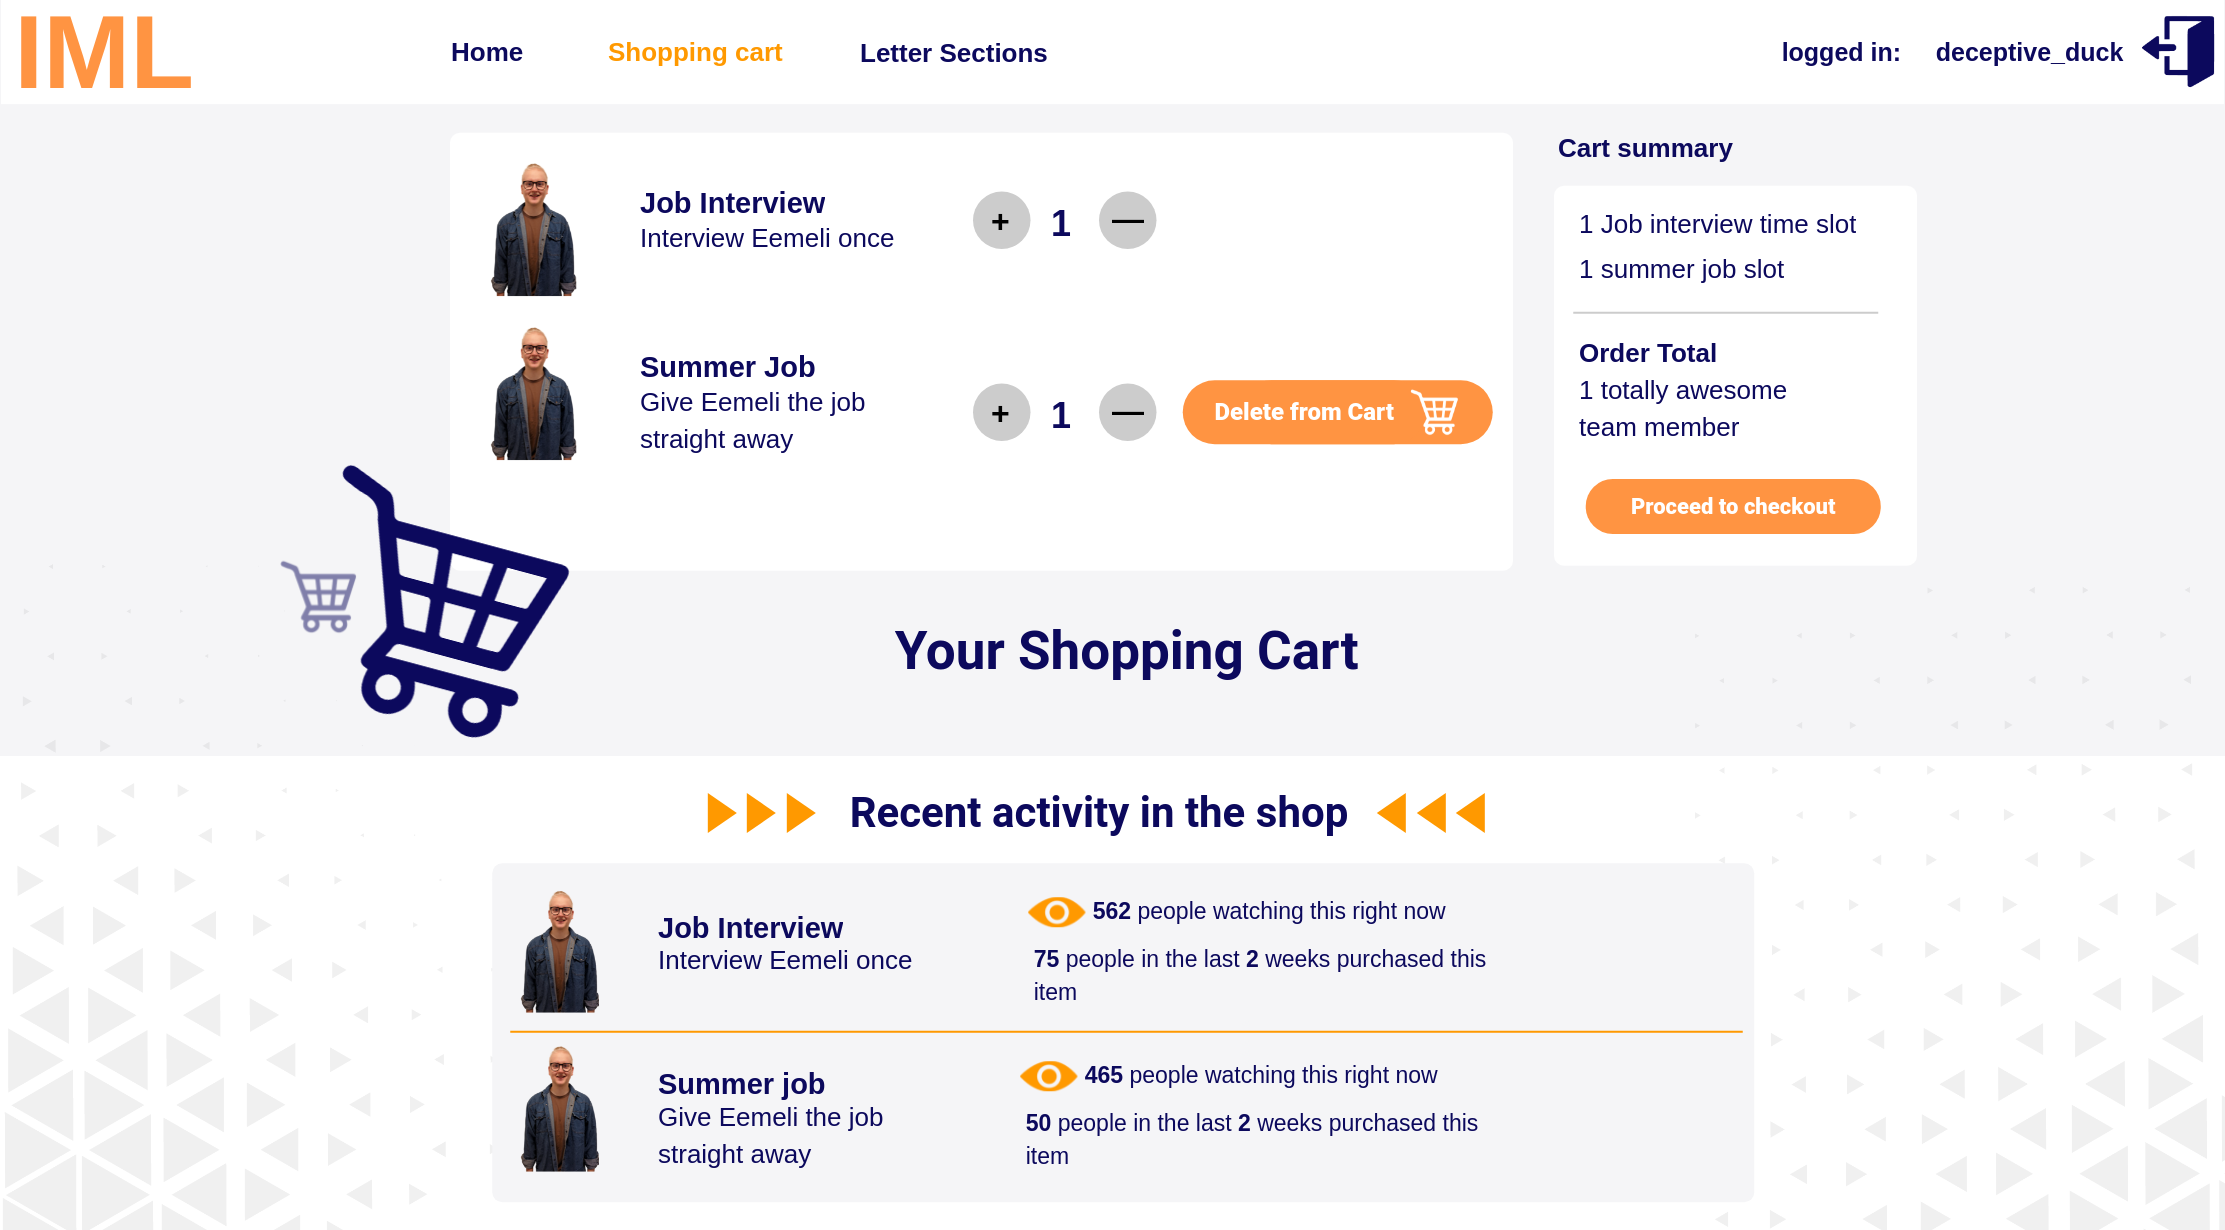 IML
Home
Shopping cart
Letter Sections
logged in:
deceptive_duck
Job Interview
Interview Eemeli once
+ 1 —
Summer Job
Give Eemeli the job
straight away
+ 1 —
Delete from Cart
Cart summary
1 Job interview time slot
1 summer job slot
Order Total
1 totally awesome
team member
Proceed to checkout
Your Shopping Cart
Recent activity in the shop
Job Interview
Interview Eemeli once
562 people watching this right now
75 people in the last 2 weeks purchased this
item
Summer job
Give Eemeli the job
straight away
465 people watching this right now
50 people in the last 2 weeks purchased this
item